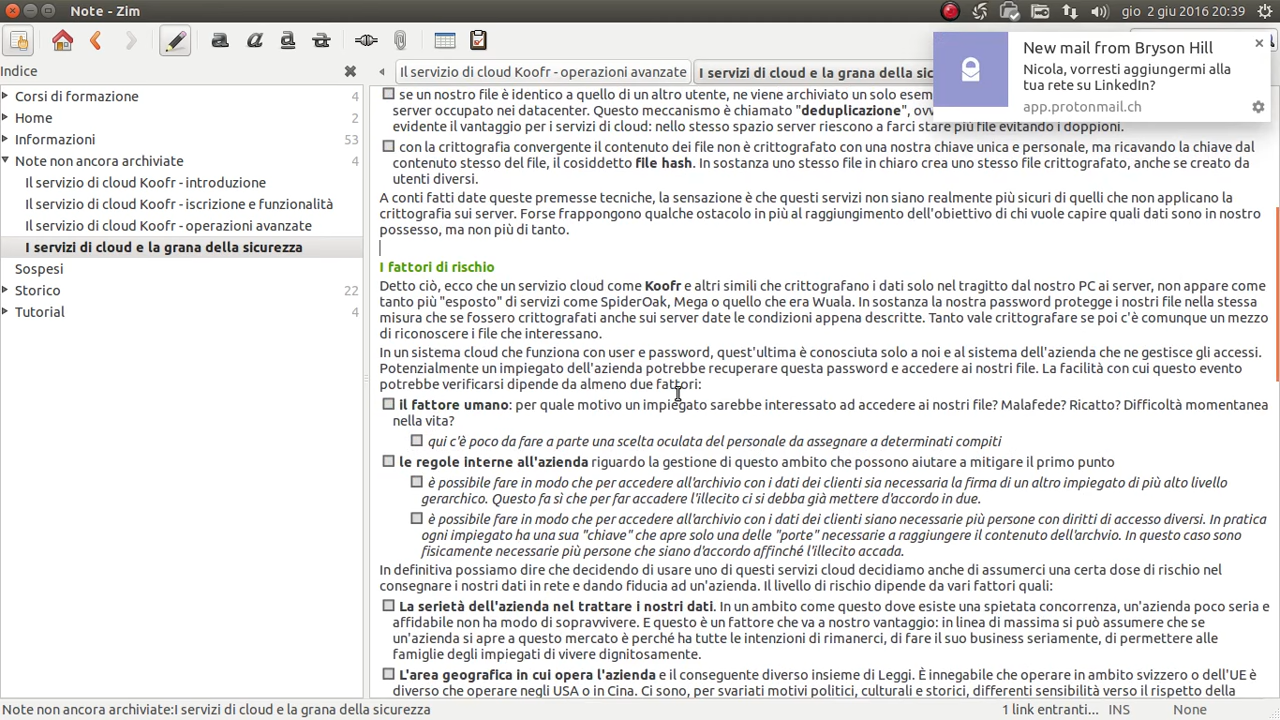 Note - Zim
gio 2 giu 2016 20:39
New mail from Bryson Hill
Nicola, vorresti aggiungermi alla
tua rete su LinkedIn?
app.protonmail.ch
Indice
Il servizio di cloud Koofr - operazioni avanzate
I servizi di cloud e la grana della sic
Corsi di formazione 4
Home 2
Informazioni 53
Note non ancora archiviate 4
Il servizio di cloud Koofr - introduzione
Il servizio di cloud Koofr - iscrizione e funzionalità
Il servizio di cloud Koofr - operazioni avanzate
I servizi di cloud e la grana della sicurezza
Sospesi
Storico 22
Tutorial 4
se un nostro file è identico a quello di un altro utente, ne viene archiviato un solo
server occupato nei datacenter. Questo meccanismo è chiamato "deduplicazione",
evidente il vantaggio per i servizi di cloud: nello stesso spazio server riescono a farci stare più file evitando i doppioni.
con la crittografia convergente il contenuto dei file non è crittografato con una nostra chiave unica e personale, ma ricavando la chiave dal
contenuto stesso del file, il cosiddetto file hash. In sostanza uno stesso file in chiaro crea uno stesso file crittografato, anche se creato da
utenti diversi.
A conti fatti date queste premesse tecniche, la sensazione è che questi servizi non siano realmente più sicuri di quelli che non applicano la
crittografia sui server. Forse frappongono qualche ostacolo in più al raggiungimento dell'obiettivo di chi vuole capire quali dati sono in nostro
possesso, ma non più di tanto.
I fattori di rischio
Detto ciò, ecco che un servizio cloud come Koofr e altri simili che crittografano i dati solo nel tragitto dal nostro PC ai server, non appare come
tanto più "esposto" di servizi come SpiderOak, Mega o quello che era Wuala. In sostanza la nostra password protegge i nostri file nella stessa
misura che se fossero crittografati anche sui server date le condizioni appena descritte. Tanto vale crittografare se poi c'è comunque un mezzo
di riconoscere i file che interessano.
In un sistema cloud che funziona con user e password, quest'ultima è conosciuta solo a noi e al sistema dell'azienda che ne gestisce gli accessi.
Potenzialmente un impiegato dell'azienda potrebbe recuperare questa password e accedere ai nostri file. La facilità con cui questo evento
potrebbe verificarsi dipende da almeno due fattori:
il fattore umano: per quale motivo un impiegato sarebbe interessato ad accedere ai nostri file? Malafede? Ricatto? Difficoltà momentanea
nella vita?
qui c'è poco da fare a parte una scelta oculata del personale da assegnare a determinati compiti
le regole interne all'azienda riguardo la gestione di questo ambito che possono aiutare a mitigare il primo punto
è possibile fare in modo che per accedere all'archivio con i dati dei clienti sia necessaria la firma di un altro impiegato di più alto livello
gerarchico. Questo fa sì che per far accadere l'illecito ci si debba già mettere d'accordo in due.
è possibile fare in modo che per accedere all'archivio con i dati dei clienti siano necessarie più persone con diritti di accesso diversi. In pratica
ogni impiegato ha una sua "chiave" che apre solo una delle "porte" necessarie a raggiungere il contenuto dell'archvio. In questo caso sono
fisicamente necessarie più persone che siano d'accordo affinché l'illecito accada.
In definitiva possiamo dire che decidendo di usare uno di questi servizi cloud decidiamo anche di assumerci una certa dose di rischio nel
consegnare i nostri dati in rete e dando fiducia ad un'azienda. Il livello di rischio dipende da vari fattori quali:
La serietà dell'azienda nel trattare i nostri dati. In un ambito come questo dove esiste una spietata concorrenza, un'azienda poco seria e
affidabile non ha modo di sopravvivere. E questo è un fattore che va a nostro vantaggio: in linea di massima si può assumere che se
un'azienda si apre a questo mercato è perché ha tutte le intenzioni di rimanerci, di fare il suo business seriamente, di permettere alle
famiglie degli impiegati di vivere dignitosamente.
L'area geografica in cui opera l'azienda e il conseguente diverso insieme di Leggi. È innegabile che operare in ambito svizzero o dell'UE è
diverso che operare negli USA o in Cina. Ci sono, per svariati motivi politici, culturali e storici, differenti sensibilità verso il rispetto della
Note non ancora archiviate:I servizi di cloud e la grana della sicurezza
1 link entranti... INS None